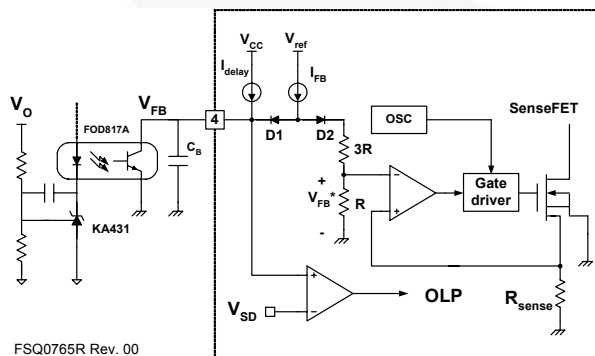 V_CC
V_ref
I_delay
I_FB
V_O
V_FB
FOD817A
4
C_B
D1
D2
3R
OSC
SenseFET
+
V_FB*
-
R
-
+
Gate
driver
KA431
V_SD
+
-
OLP
R_sense
FSQ0765R Rev. 00